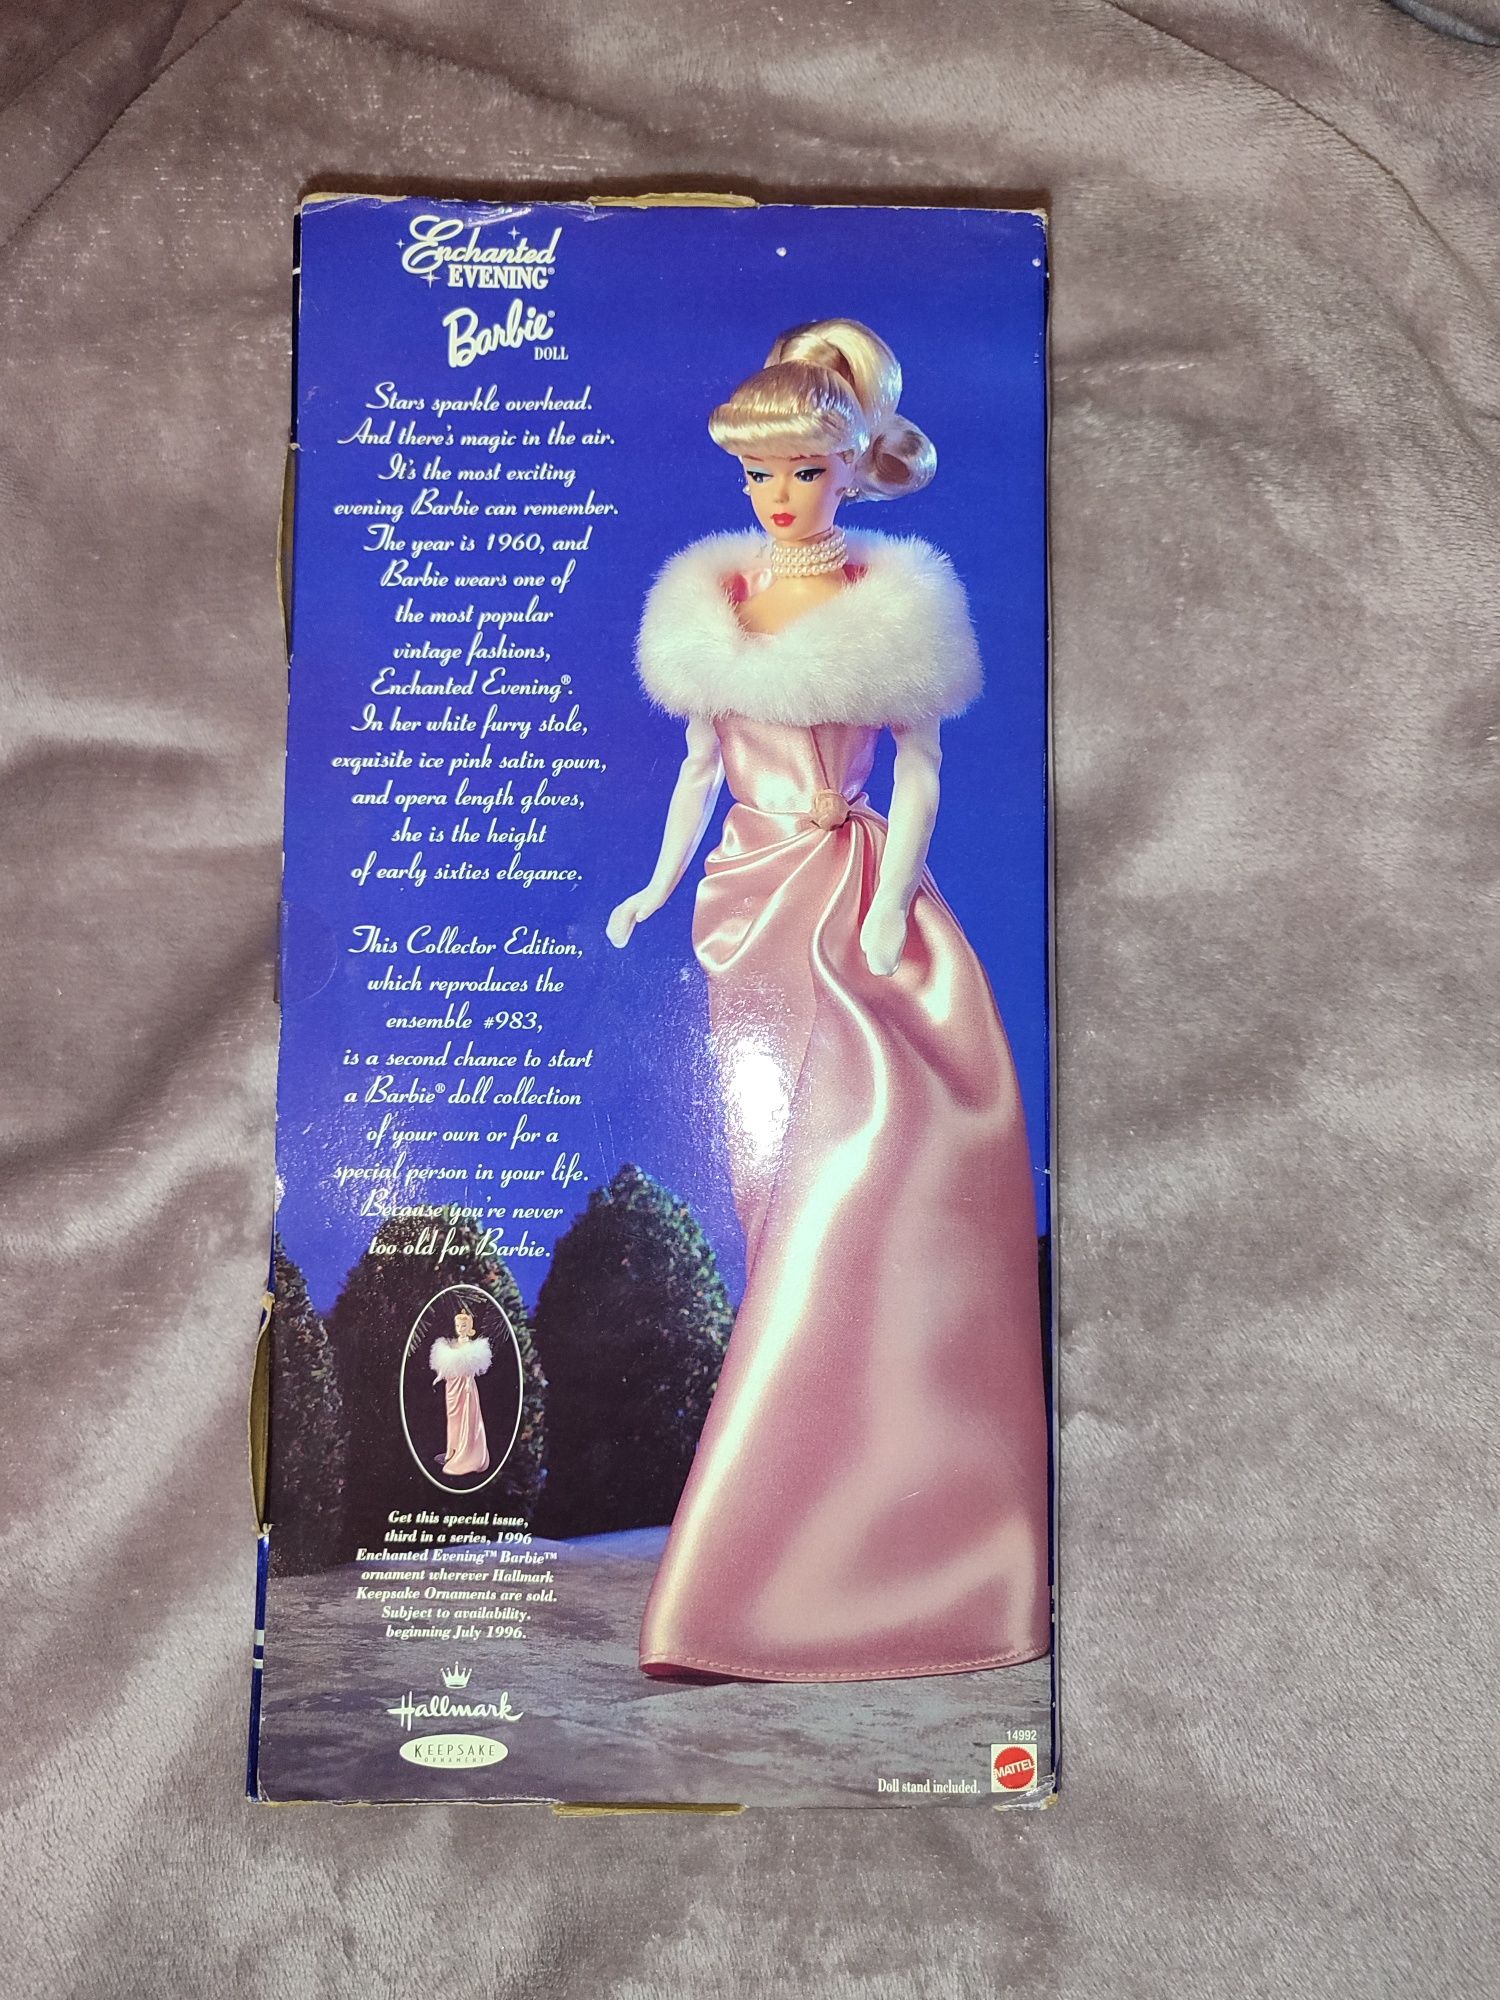 Enchanted
EVENING®
Barbie®
DOLL
Stars sparkle overhead.
And there's magic in the air.
It's the most exciting
evening Barbie can remember.
The year is 1960, and
Barbie wears one of
the most popular
vintage fashions,
Enchanted Evening®.
In her white furry stole,
exquisite ice pink satin gown,
and opera length gloves,
she is the height
of early sixties elegance.
This Collector Edition,
which reproduces the
ensemble #983,
is a second chance to start
a Barbie® doll collection
of your own or for a
special person in your life.
Because you're never
too old for Barbie.
Get this special issue,
third in a series, 1996
Enchanted Evening™ Barbie™
ornament wherever Hallmark
Keepsake Ornaments are sold.
Subject to availability,
beginning July 1996.
Hallmark
KEEPSAKE
ORNAMENT
14992
MATTEL
Doll stand included.